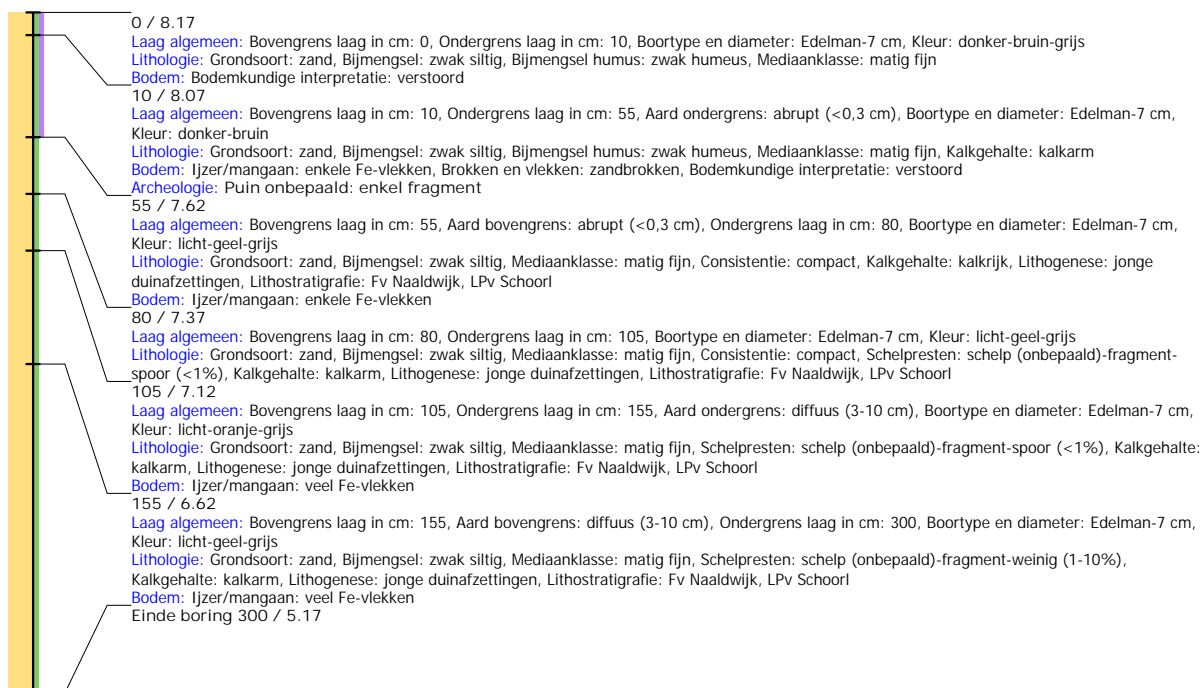 0 / 8.17
Laag algemeen: Bovengrens laag in cm: 0, Ondergrens laag in cm: 10, Boortype en diameter: Edelman-7 cm, Kleur: donker-bruin-grijs
Lithologie: Grondsoort: zand, Bijmengsel: zwak siltig, Bijmengsel humus: zwak humeus, Mediaanklasse: matig fijn
Bodem: Bodemkundige interpretatie: verstoord
10 / 8.07
Laag algemeen: Bovengrens laag in cm: 10, Ondergrens laag in cm: 55, Aard ondergrens: abrupt (<0,3 cm), Boortype en diameter: Edelman-7 cm,
Kleur: donker-bruin
Lithologie: Grondsoort: zand, Bijmengsel: zwak siltig, Bijmengsel humus: zwak humeus, Mediaanklasse: matig fijn, Kalkgehalte: kalkarm
Bodem: Ijzer/mangaan: enkele Fe-vlekken, Brokken en vlekken: zandbrokken, Bodemkundige interpretatie: verstoord
Archeologie: Puin onbepaald: enkel fragment
55 / 7.62
Laag algemeen: Bovengrens laag in cm: 55, Aard bovengrens: abrupt (<0,3 cm), Ondergrens laag in cm: 80, Boortype en diameter: Edelman-7 cm,
Kleur: licht-geel-grijs
Lithologie: Grondsoort: zand, Bijmengsel: zwak siltig, Mediaanklasse: matig fijn, Consistentie: compact, Kalkgehalte: kalkrijk, Lithogenese: jonge
duinafzettingen, Lithostratigrafie: Fv Naaldwijk, LPv Schoorl
Bodem: Ijzer/mangaan: enkele Fe-vlekken
80 / 7.37
Laag algemeen: Bovengrens laag in cm: 80, Ondergrens laag in cm: 105, Boortype en diameter: Edelman-7 cm, Kleur: licht-geel-grijs
Lithologie: Grondsoort: zand, Bijmengsel: zwak siltig, Mediaanklasse: matig fijn, Consistentie: compact, Schelpresten: schelp (onbepaald)-fragment-
spoor (<1%), Kalkgehalte: kalkarm, Lithogenese: jonge duinafzettingen, Lithostratigrafie: Fv Naaldwijk, LPv Schoorl
105 / 7.12
Laag algemeen: Bovengrens laag in cm: 105, Ondergrens laag in cm: 155, Aard ondergrens: diffuus (3-10 cm), Boortype en diameter: Edelman-7 cm,
Kleur: licht-oranje-grijs
Lithologie: Grondsoort: zand, Bijmengsel: zwak siltig, Mediaanklasse: matig fijn, Schelpresten: schelp (onbepaald)-fragment-spoor (<1%), Kalkgehalte:
kalkarm, Lithogenese: jonge duinafzettingen, Lithostratigrafie: Fv Naaldwijk, LPv Schoorl
Bodem: Ijzer/mangaan: veel Fe-vlekken
155 / 6.62
Laag algemeen: Bovengrens laag in cm: 155, Aard bovengrens: diffuus (3-10 cm), Ondergrens laag in cm: 300, Boortype en diameter: Edelman-7 cm,
Kleur: licht-geel-grijs
Lithologie: Grondsoort: zand, Bijmengsel: zwak siltig, Mediaanklasse: matig fijn, Schelpresten: schelp (onbepaald)-fragment-weinig (1-10%),
Kalkgehalte: kalkarm, Lithogenese: jonge duinafzettingen, Lithostratigrafie: Fv Naaldwijk, LPv Schoorl
Bodem: Ijzer/mangaan: veel Fe-vlekken
Einde boring 300 / 5.17